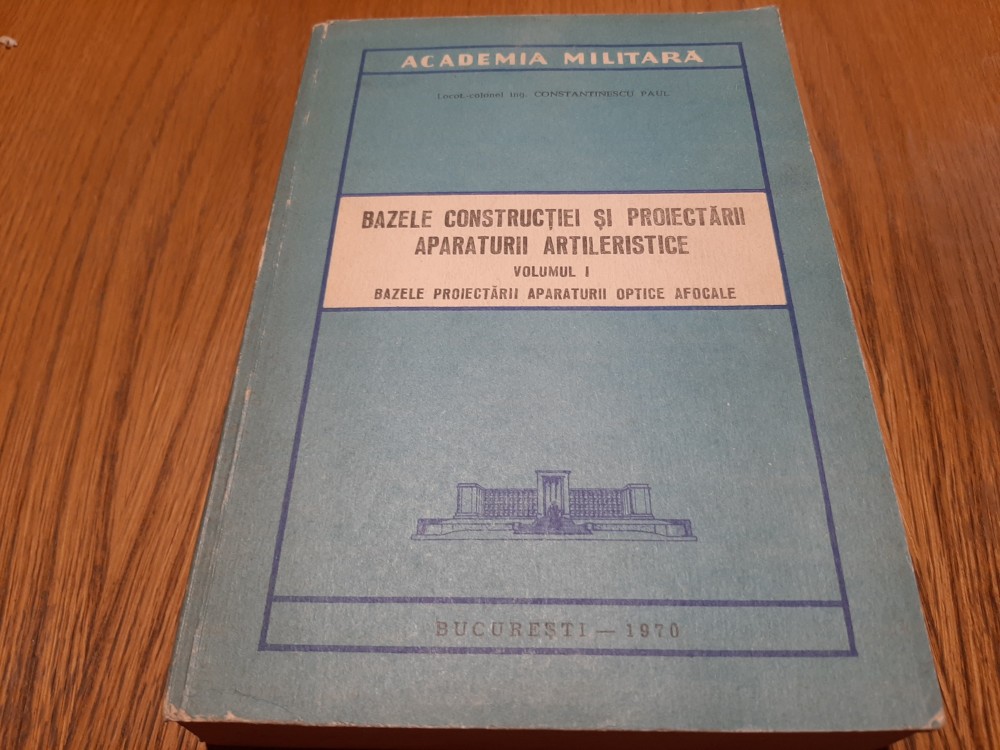 ACADEMIA MILITARĂ
Locot.-colonel ing. CONSTANTINESCU PAUL
BAZELE CONSTRUCȚIEI ȘI PROIECTĂRII
APARATURII ARTILERISTICE
VOLUMUL I
BAZELE PROIECTĂRII APARATURII OPTICE AFOCALE
BUCUREȘTI — 1970